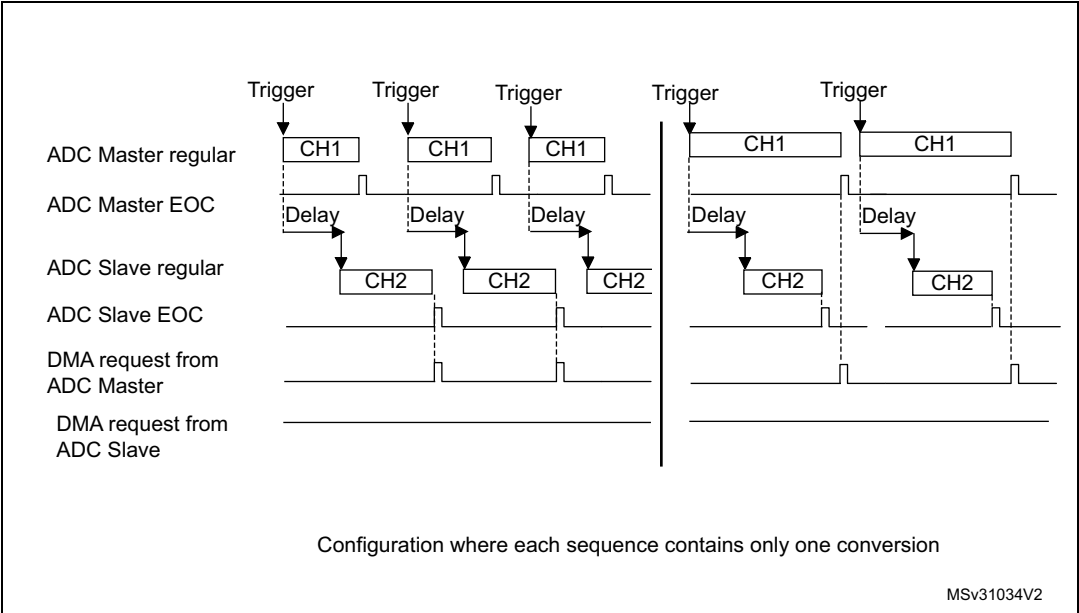 Trigger Trigger Trigger Trigger Trigger
ADC Master regular CH1 CH1 CH1 CH1 CH1
ADC Master EOC
Delay Delay Delay Delay Delay
ADC Slave regular CH2 CH2 CH2 CH2 CH2
ADC Slave EOC
DMA request from
ADC Master
DMA request from
ADC Slave
Configuration where each sequence contains only one conversion
MSv31034V2